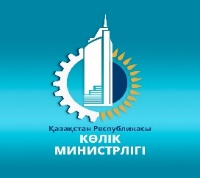 Қазақстан Республикасы
КӨЛІК
МИНИСТРЛІГІ